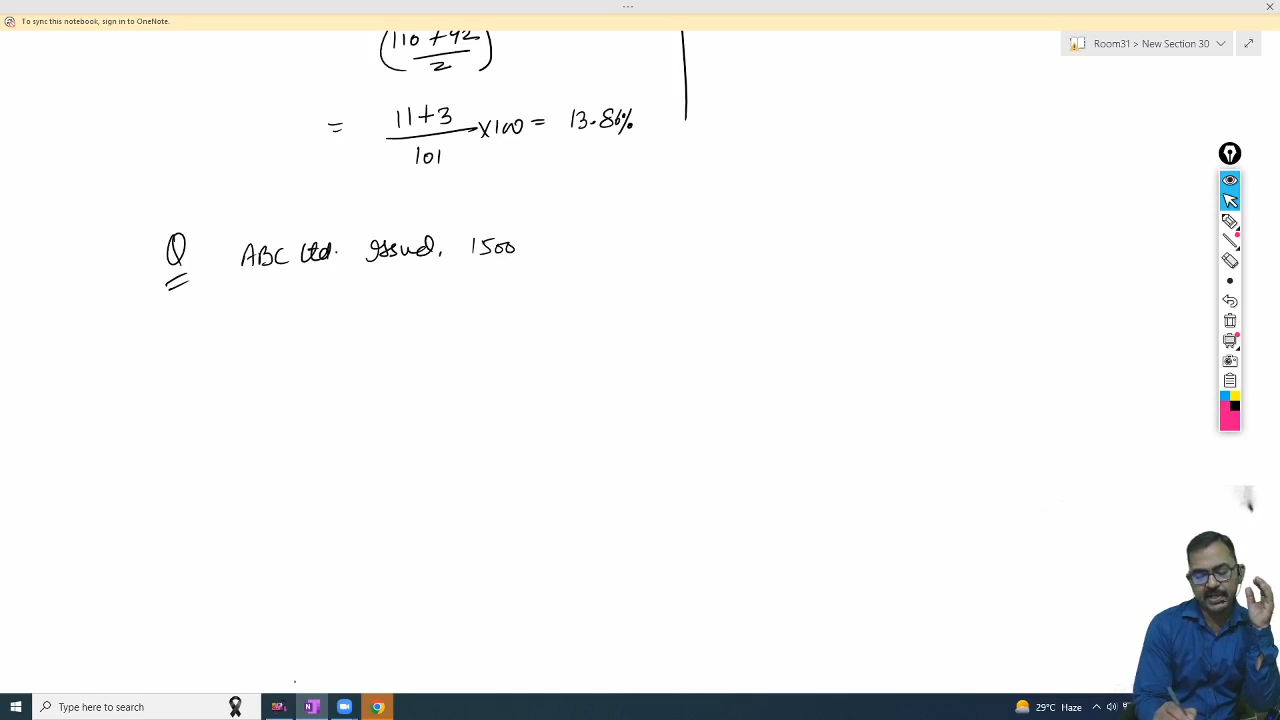 To sync this notebook, sign in to OneNote.
Room31 > New Section 30
(110 + 92 / 2)
= 11+3 / 101 × 100 = 13.86%
Q ABC Ltd. Issued, 1500
Type here to search
29°C Haze